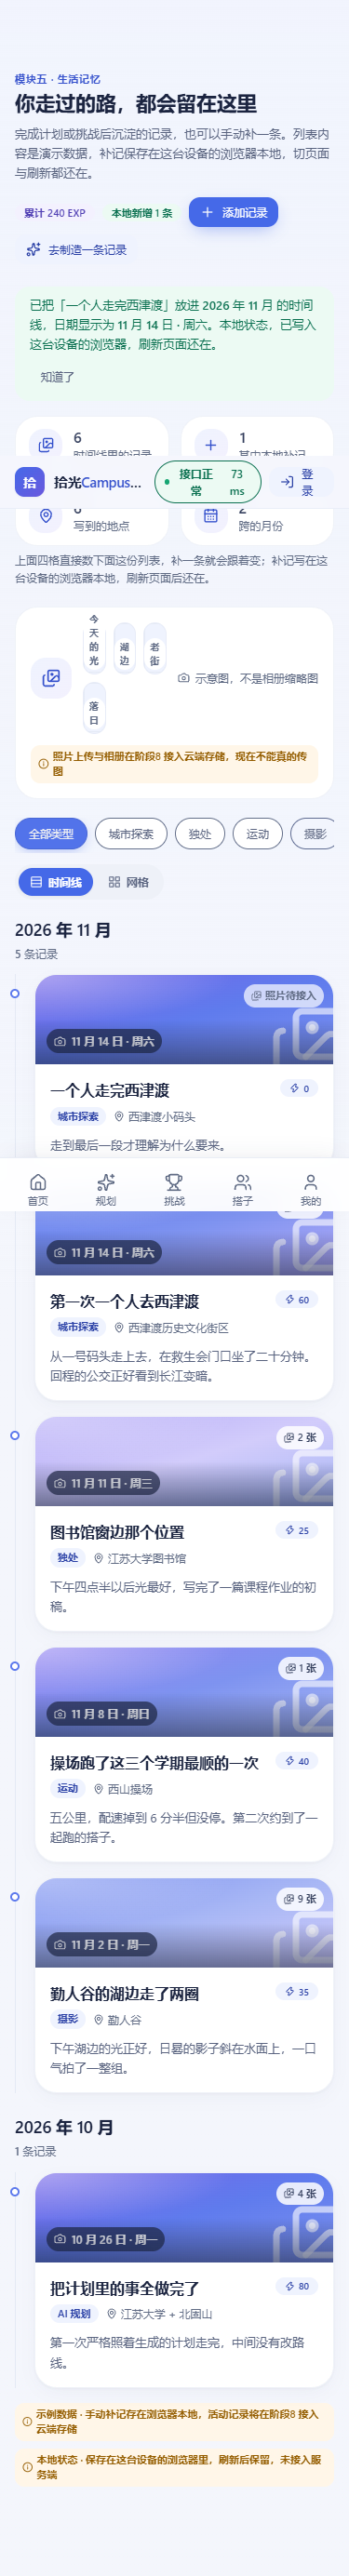 模块五 · 生活记忆
你走过的路，都会留在这里
完成计划或挑战后沉淀的记录，也可以手动补一条。列表内
容是演示数据，补记保存在这台设备的浏览器本地，切页面
与刷新都还在。
累计 240 EXP
本地新增 1 条
添加记录
去制造一条记录
已把「一个人走完西津渡」放进 2026 年 11 月 的时间
线，日期显示为 11 月 14 日 · 周六。本地状态，已写入
这台设备的浏览器，刷新页面还在。
知道了
6
时间线里的记录
1
其中本地补记
拾
拾光Campus...
接口正
常
73
ms
登
录
写到的地点
跨的月份
上面四格直接数下面这份列表，补一条就会跟着变；补记写在这
台设备的浏览器本地，刷新页面后还在。
今
天
的
光
湖
边
老
街
落
日
示意图，不是相册缩略图
照片上传与相册在阶段8 接入云端存储，现在不能真的传
图
全部类型
城市探索
独处
运动
摄影
时间线
网格
2026 年 11 月
5 条记录
照片待接入
11 月 14 日 · 周六
一个人走完西津渡
0
城市探索
西津渡小码头
走到最后一段才理解为什么要来。
首页
规划
挑战
搭子
我的
11 月 14 日 · 周六
第一次一个人去西津渡
60
城市探索
西津渡历史文化街区
从一号码头走上去，在救生会门口坐了二十分钟。
回程的公交正好看到长江变暗。
2 张
11 月 11 日 · 周三
图书馆窗边那个位置
25
独处
江苏大学图书馆
下午四点半以后光最好，写完了一篇课程作业的初
稿。
1 张
11 月 8 日 · 周日
操场跑了这三个学期最顺的一次
40
运动
西山操场
五公里，配速掉到 6 分半但没停。第二次约到了一
起跑的搭子。
9 张
11 月 2 日 · 周一
勤人谷的湖边走了两圈
35
摄影
勤人谷
下午湖边的光正好，日晷的影子斜在水面上，一口
气拍了一整组。
2026 年 10 月
1 条记录
4 张
10 月 26 日 · 周一
把计划里的事全做完了
80
AI 规划
江苏大学 + 北固山
第一次严格照着生成的计划走完，中间没有改路
线。
示例数据 · 手动补记存在浏览器本地，活动记录将在阶段8 接入
云端存储
本地状态 · 保存在这台设备的浏览器里，刷新后保留，未接入服
务端